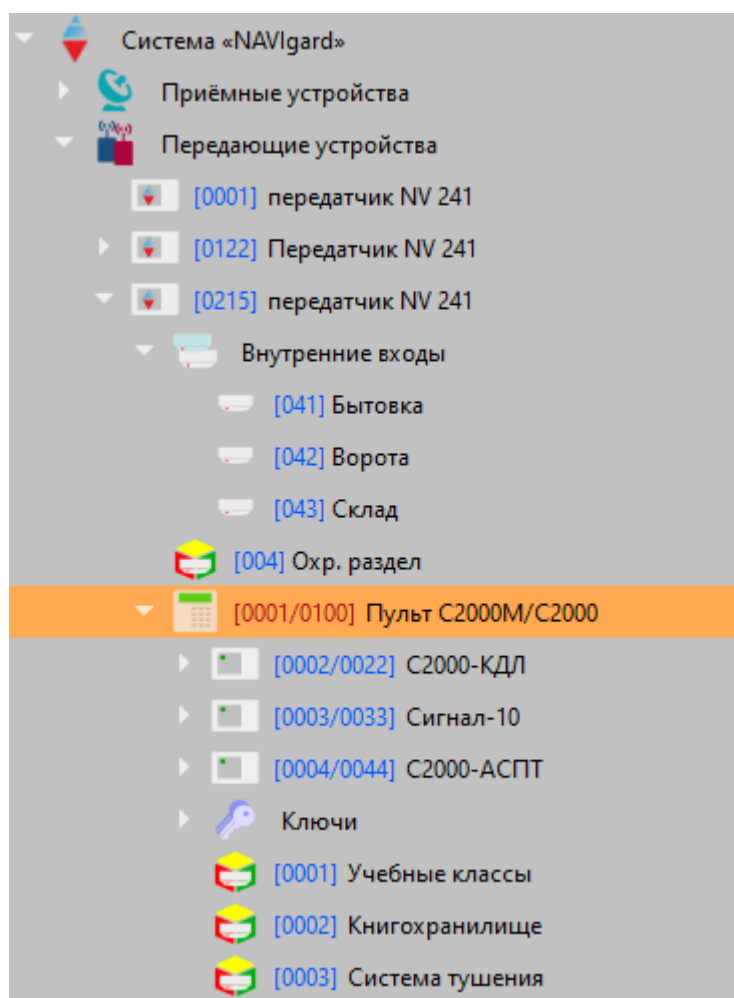 Система «NAVIgard»
Приёмные устройства
Передающие устройства
[0001] передатчик NV 241
[0122] Передатчик NV 241
[0215] передатчик NV 241
Внутренние входы
[041] Бытовка
[042] Ворота
[043] Склад
[004] Охр. раздел
[0001/0100] Пульт С2000М/С2000
[0002/0022] С2000-КДЛ
[0003/0033] Сигнал-10
[0004/0044] С2000-АСПТ
Ключи
[0001] Учебные классы
[0002] Книгохранилище
[0003] Система тушения